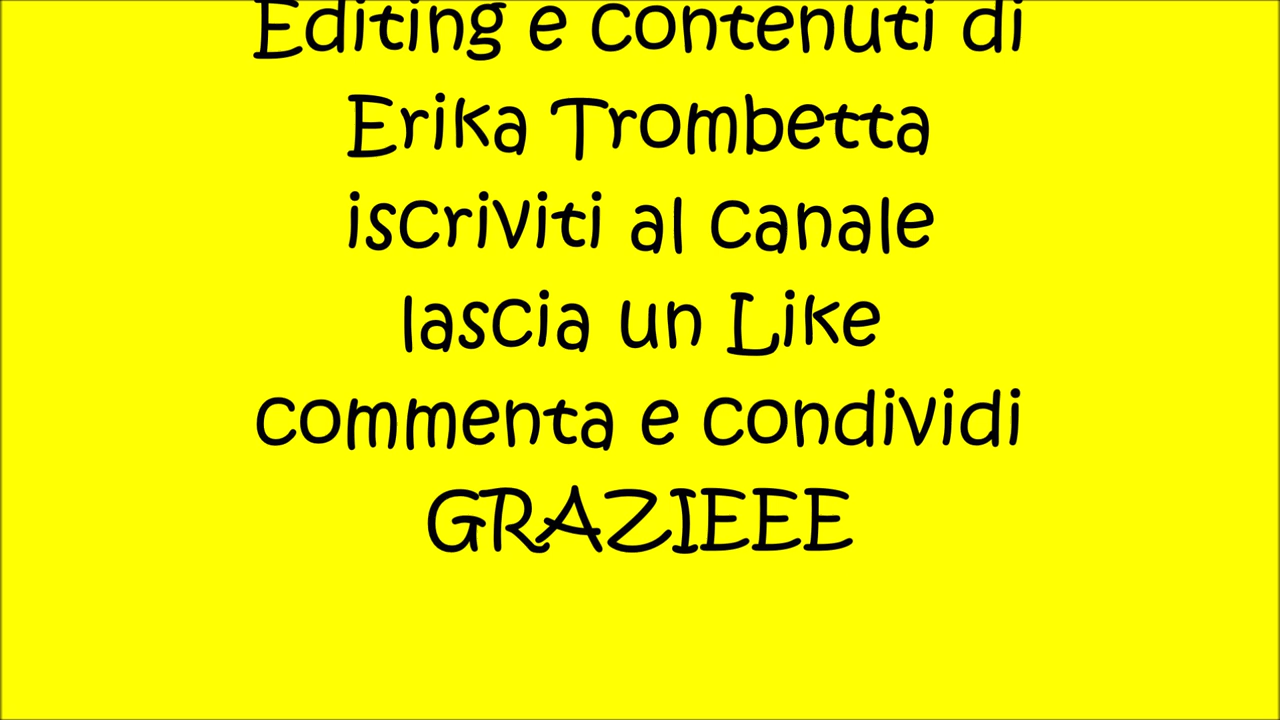 Editing e contenuti di
Erika Trombetta
iscriviti al canale
lascia un Like
commenta e condividi
GRAZIEEE